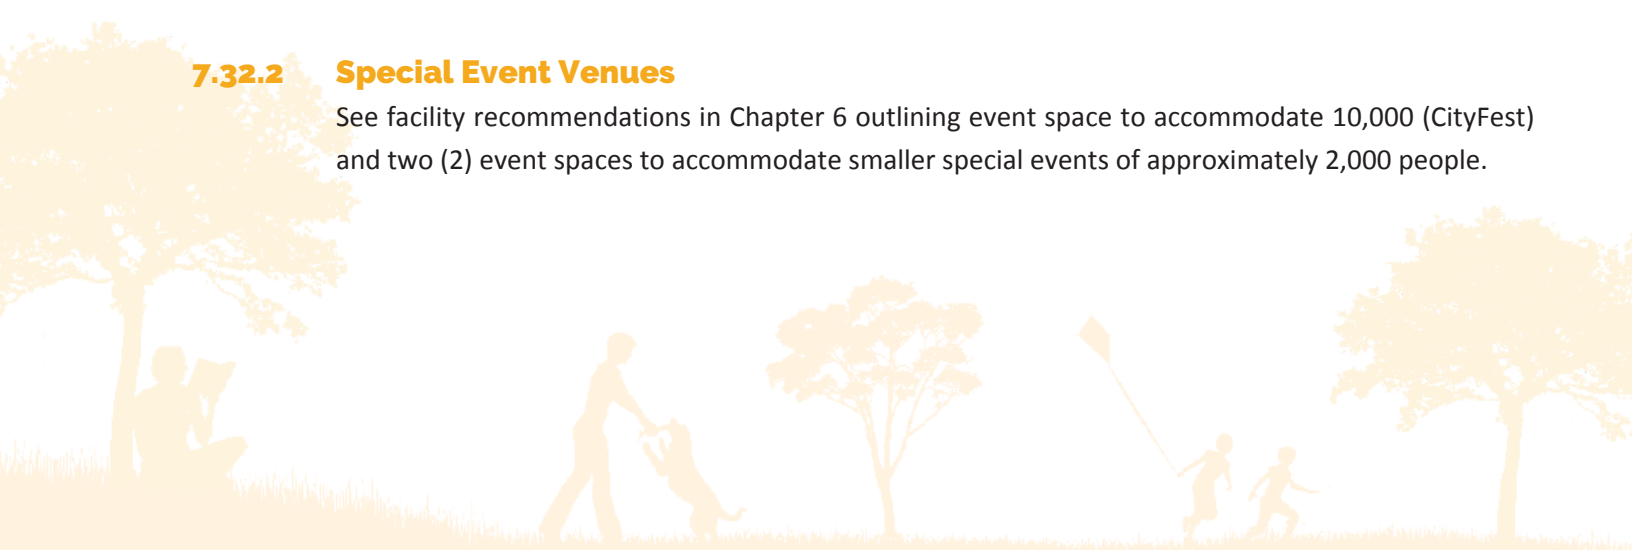 7.32.2 Special Event Venues
See facility recommendations in Chapter 6 outlining event space to accommodate 10,000 (CityFest)
and two (2) event spaces to accommodate smaller special events of approximately 2,000 people.